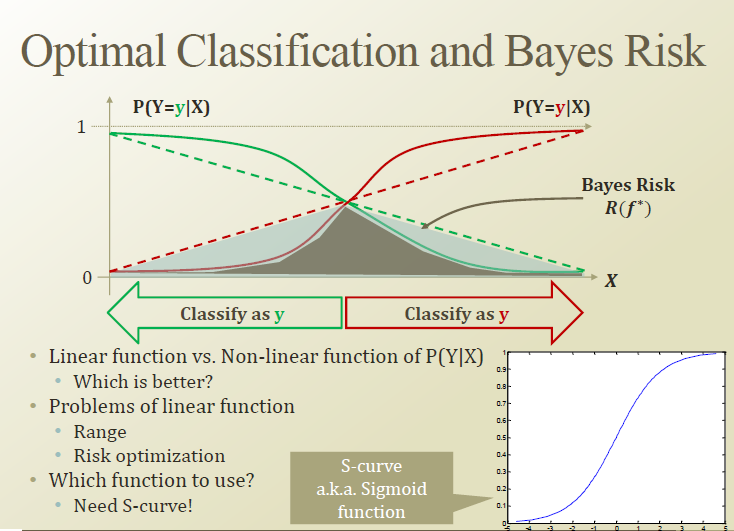 Optimal Classification and Bayes Risk
P(Y=y|X)
P(Y=y|X)
1
Bayes Risk
R(f*)
0
X
Classify as y
Classify as y
• Linear function vs. Non-linear function of P(Y|X)
• Which is better?
• Problems of linear function
• Range
• Risk optimization
• Which function to use?
• Need S-curve!
S-curve
a.k.a. Sigmoid
function
1
0.9
0.8
0.7
0.6
0.5
0.4
0.3
0.2
0.1
-5 -4 -3 -2 -1 0 1 2 3 4 5